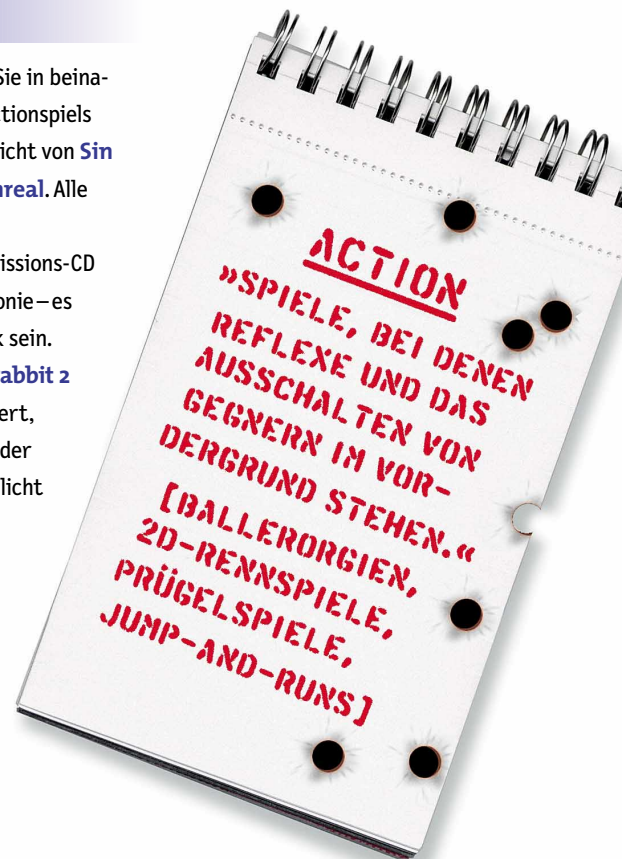 Sie in beina-
ctionspiels
icht von Sin
nreal. Alle
issions-CD
onie – es
k sein.
abbit 2
ert,
der
licht
ACTION
»SPIELE, BEI DENEN
REFLEXE UND DAS
AUSSCHALTEN VON
GEGNERN IM VOR-
DERGRUND STEHEN.«
[BALLERORGIEN,
2D-RENNSPIELE,
PRÜGELSPIELE,
JUMP-AND-RUNS]